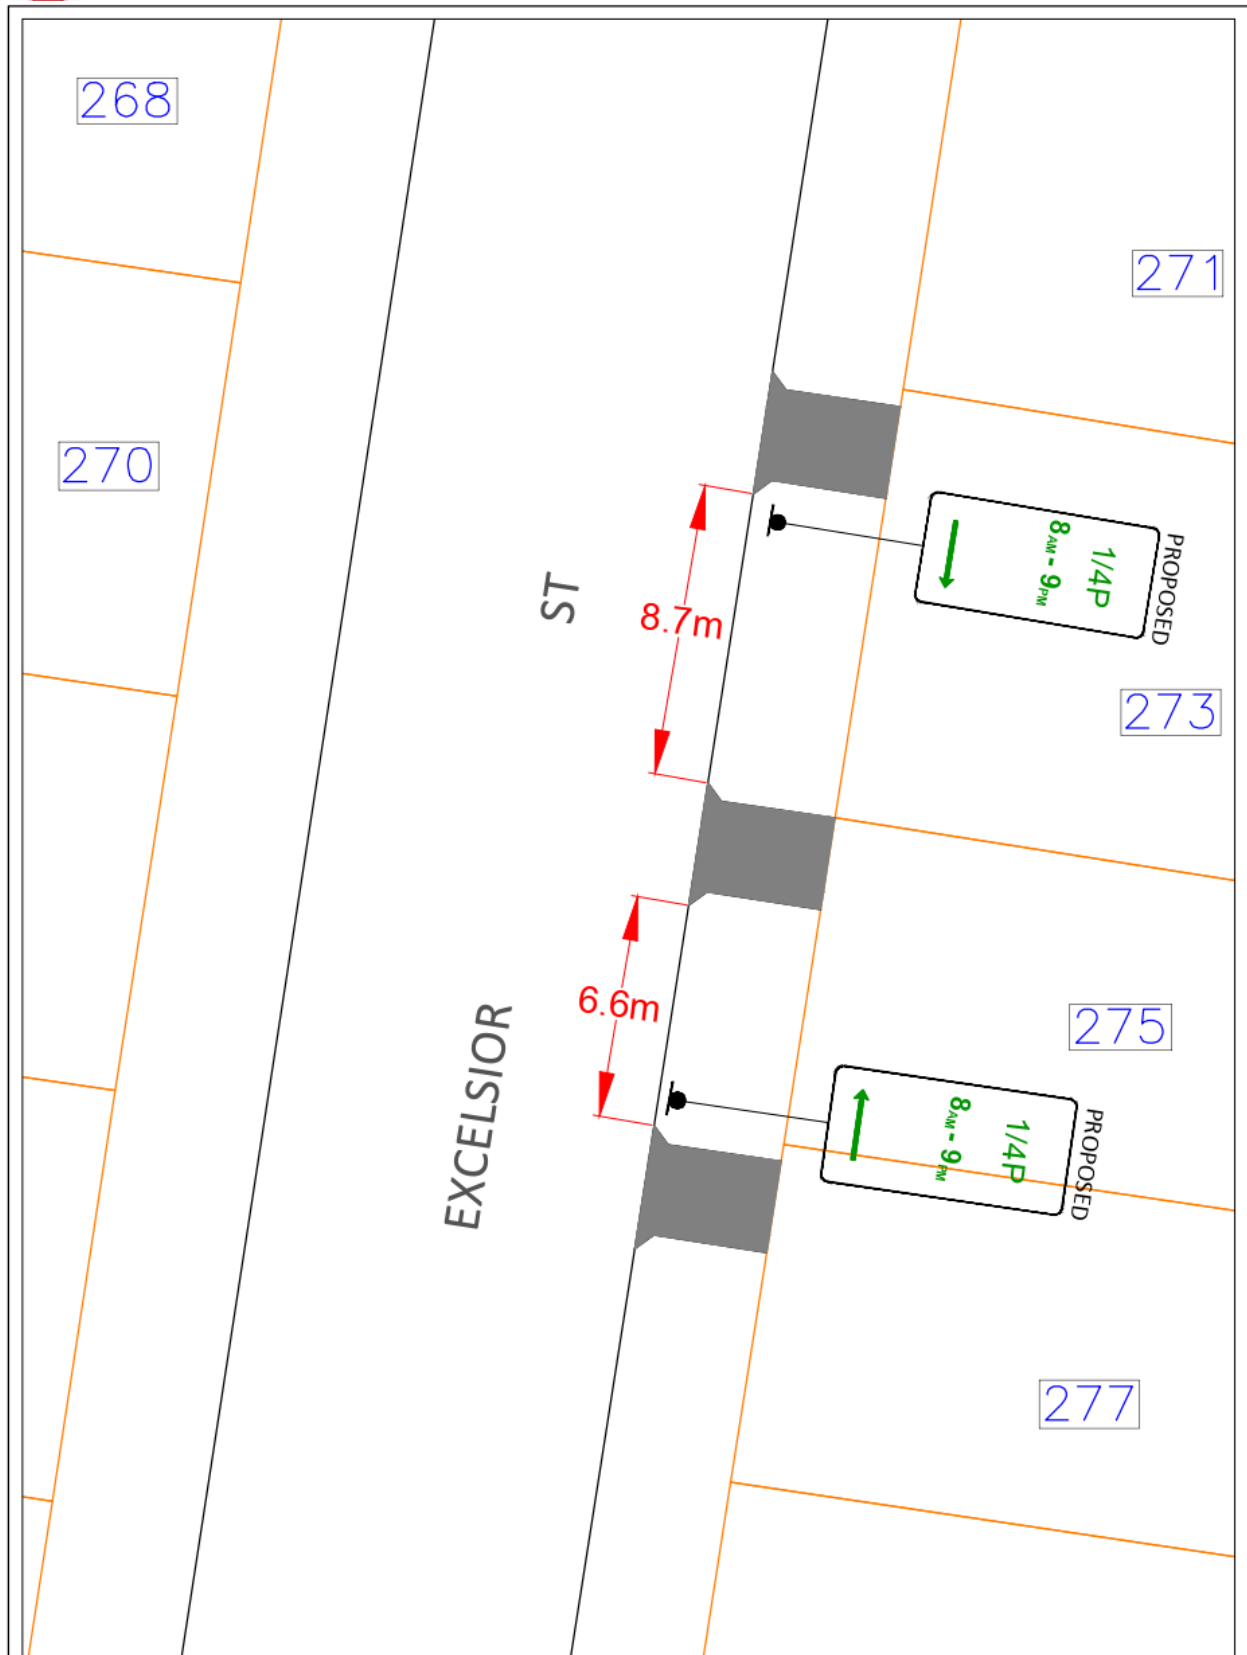 268
271
270
1/4P
8AM - 9PM
PROPOSED
ST
8.7m
273
6.6m
275
EXCELSIOR
1/4P
8AM - 9PM
PROPOSED
277